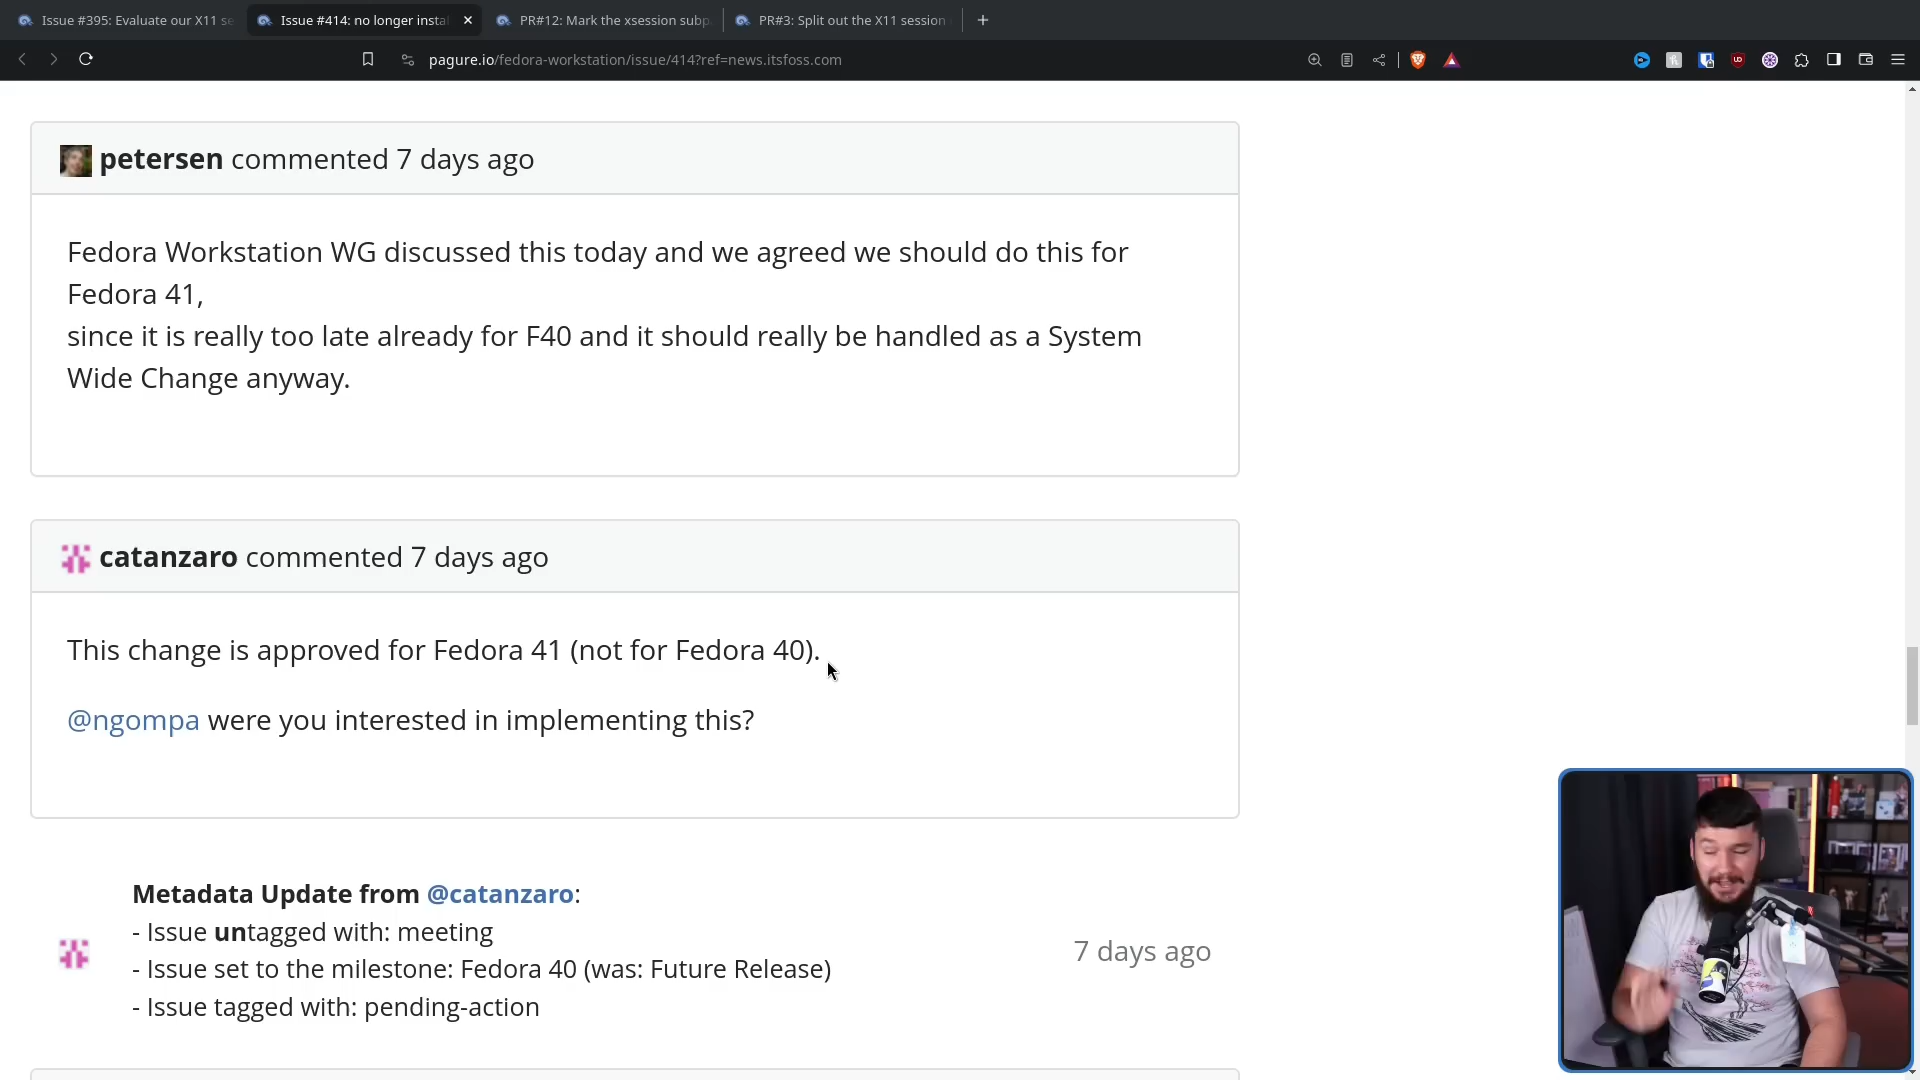 Issue #395: Evaluate our X11 se
Issue #414: no longer instal
PR#12: Mark the xsession subp
PR#3: Split out the X11 session
pagure.io/fedora-workstation/issue/414?ref=news.itsfoss.com
petersen commented 7 days ago
Fedora Workstation WG discussed this today and we agreed we should do this for
Fedora 41,
since it is really too late already for F40 and it should really be handled as a System
Wide Change anyway.
catanzaro commented 7 days ago
This change is approved for Fedora 41 (not for Fedora 40).
@ngompa were you interested in implementing this?
Metadata Update from @catanzaro:
- Issue untagged with: meeting
- Issue set to the milestone: Fedora 40 (was: Future Release)
- Issue tagged with: pending-action
7 days ago